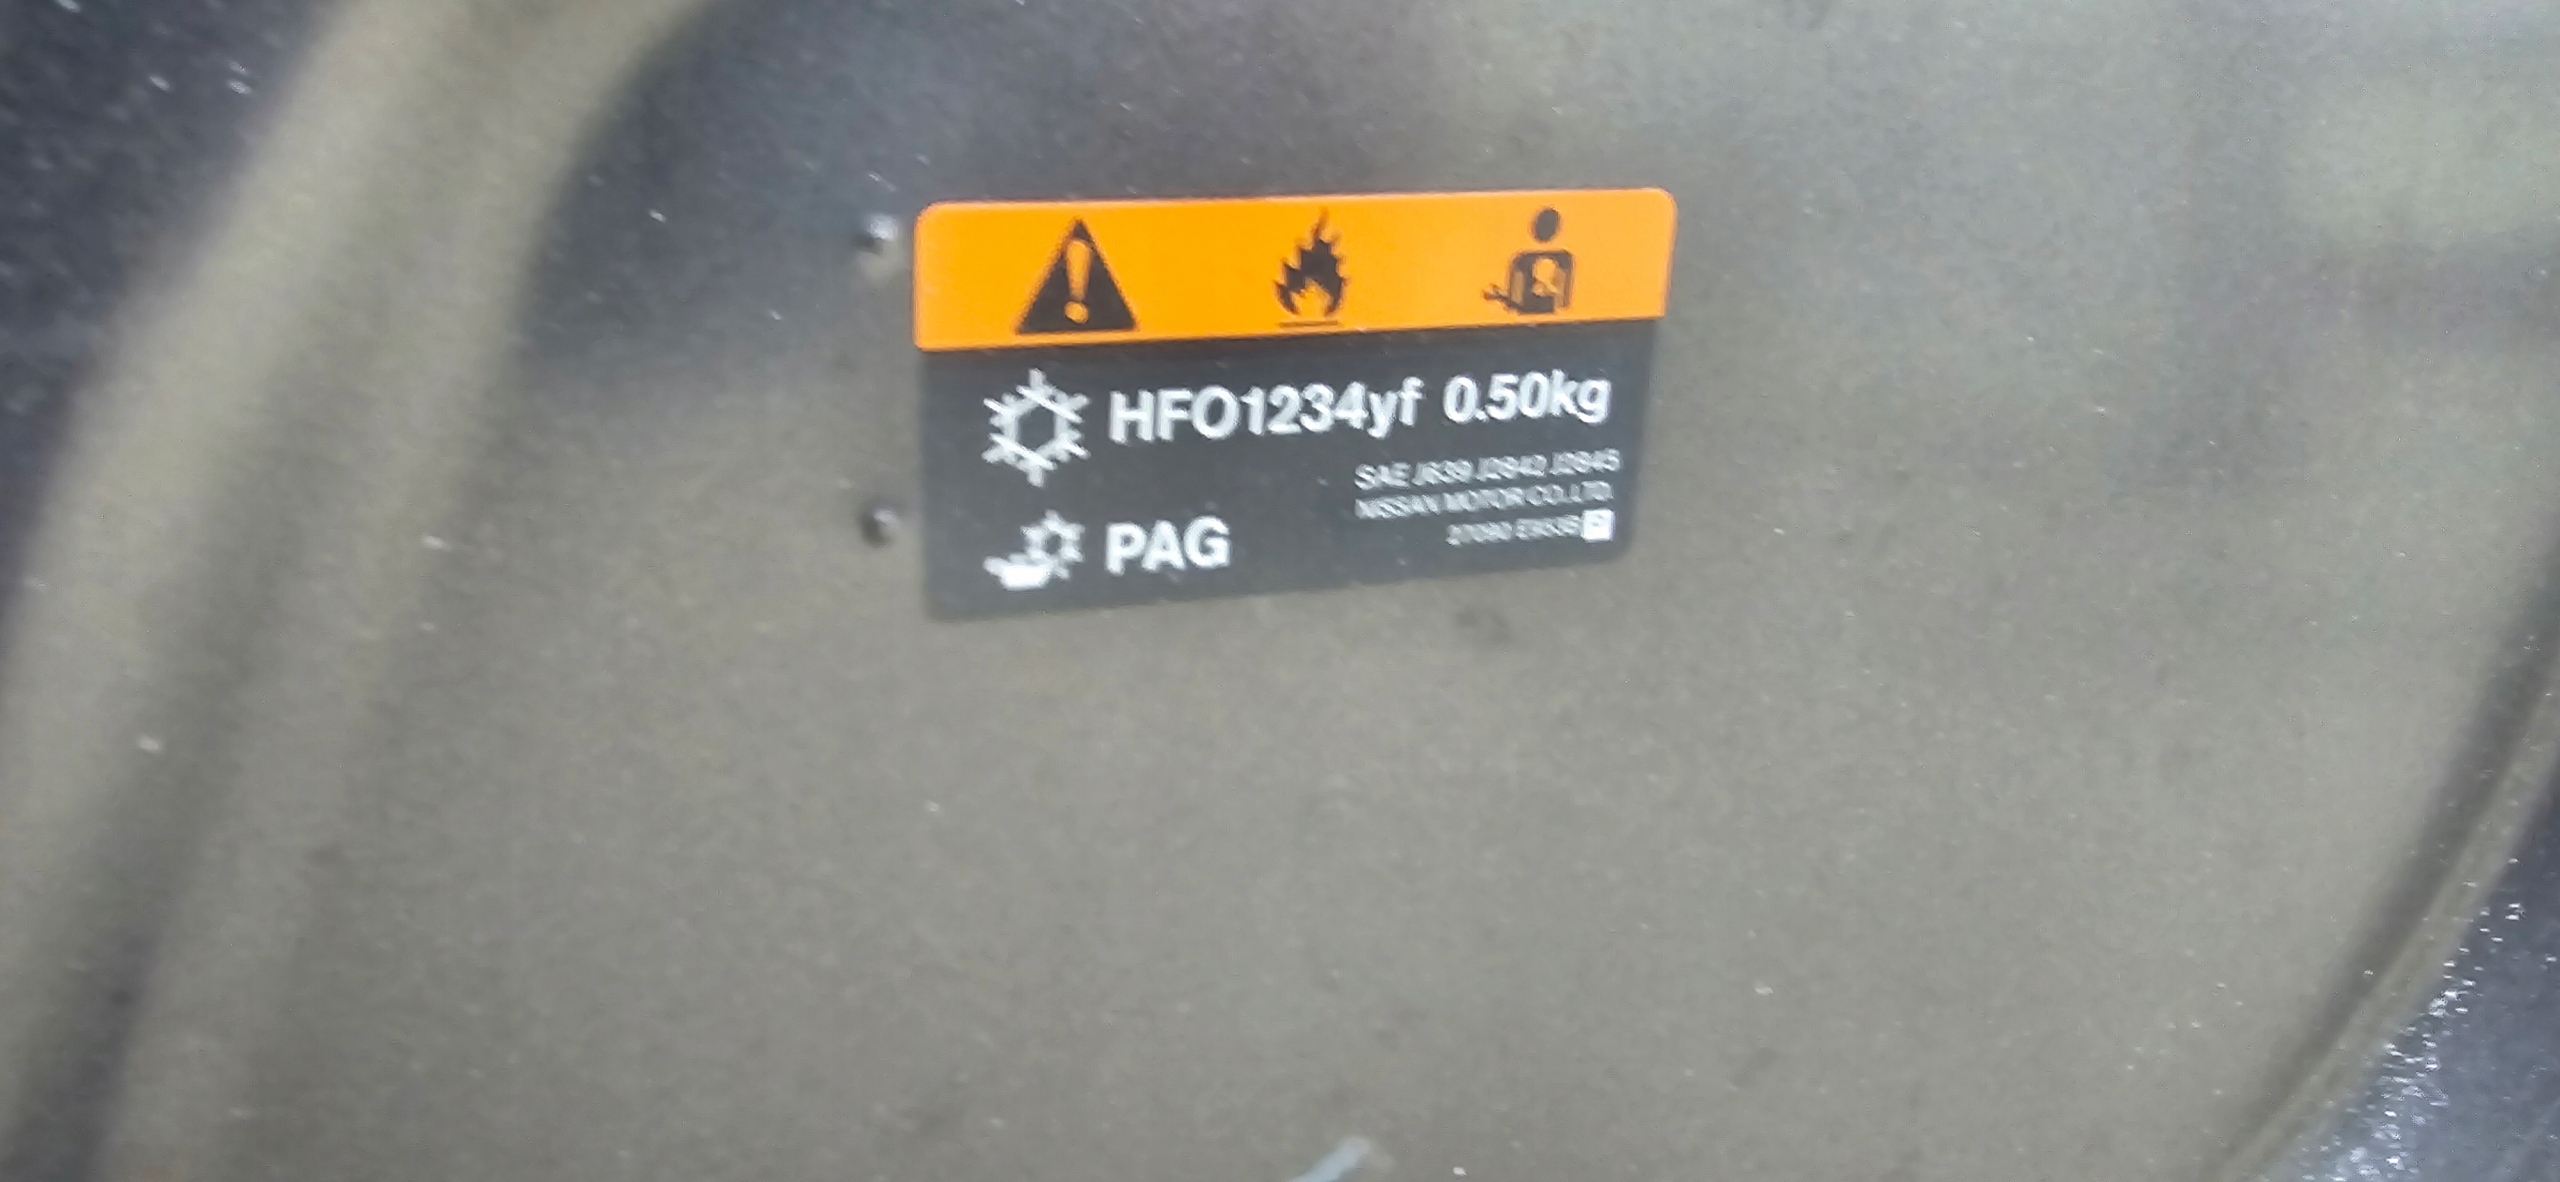 HFO1234yf 0.50kg
SAE J639 J2842 J2845
NISSAN MOTOR CO.,LTD.
PAG